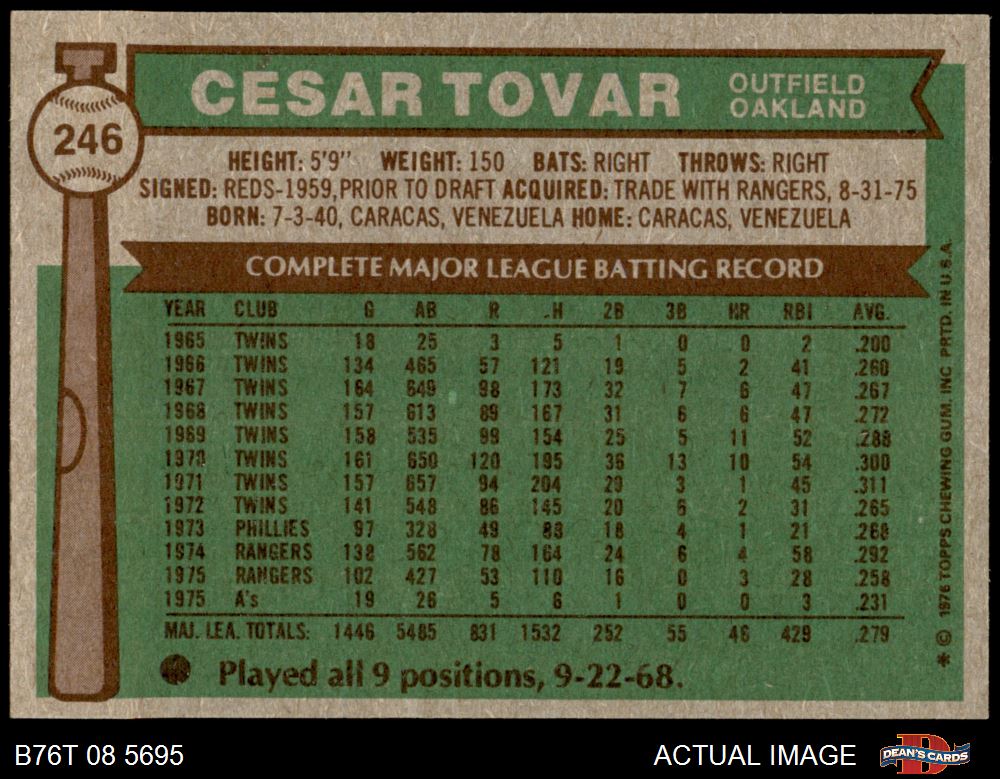 246
CESAR TOVAR
OUTFIELD
OAKLAND
HEIGHT: 5'9" WEIGHT: 150 BATS: RIGHT THROWS: RIGHT
SIGNED: REDS-1959, PRIOR TO DRAFT ACQUIRED: TRADE WITH RANGERS, 8-31-75
BORN: 7-3-40, CARACAS, VENEZUELA HOME: CARACAS, VENEZUELA
COMPLETE MAJOR LEAGUE BATTING RECORD
YEAR CLUB G AB R H 2B 3B HR RBI AVG.
1965 TWINS 18 25 3 5 1 0 0 2 .200
1966 TWINS 134 465 57 121 19 5 2 41 .260
1967 TWINS 164 649 98 173 32 7 6 47 .267
1968 TWINS 157 613 89 167 31 6 6 47 .272
1969 TWINS 158 535 99 154 25 5 11 52 .288
1970 TWINS 161 650 120 195 36 13 10 54 .300
1971 TWINS 157 657 94 204 29 3 1 45 .311
1972 TWINS 141 548 86 145 20 6 2 31 .265
1973 PHILLIES 97 328 49 88 18 4 1 21 .268
1974 RANGERS 138 562 78 164 24 6 4 58 .292
1975 RANGERS 102 427 53 110 16 0 3 28 .258
1975 A's 19 26 5 6 1 0 0 3 .231
MAJ. LEA. TOTALS: 1446 5485 831 1532 252 55 46 429 .279
Played all 9 positions, 9-22-68.
* © 1976 TOPPS CHEWING GUM, INC. PRTD. IN U.S.A.
B76T 08 5695
ACTUAL IMAGE
DEAN'S CARDS